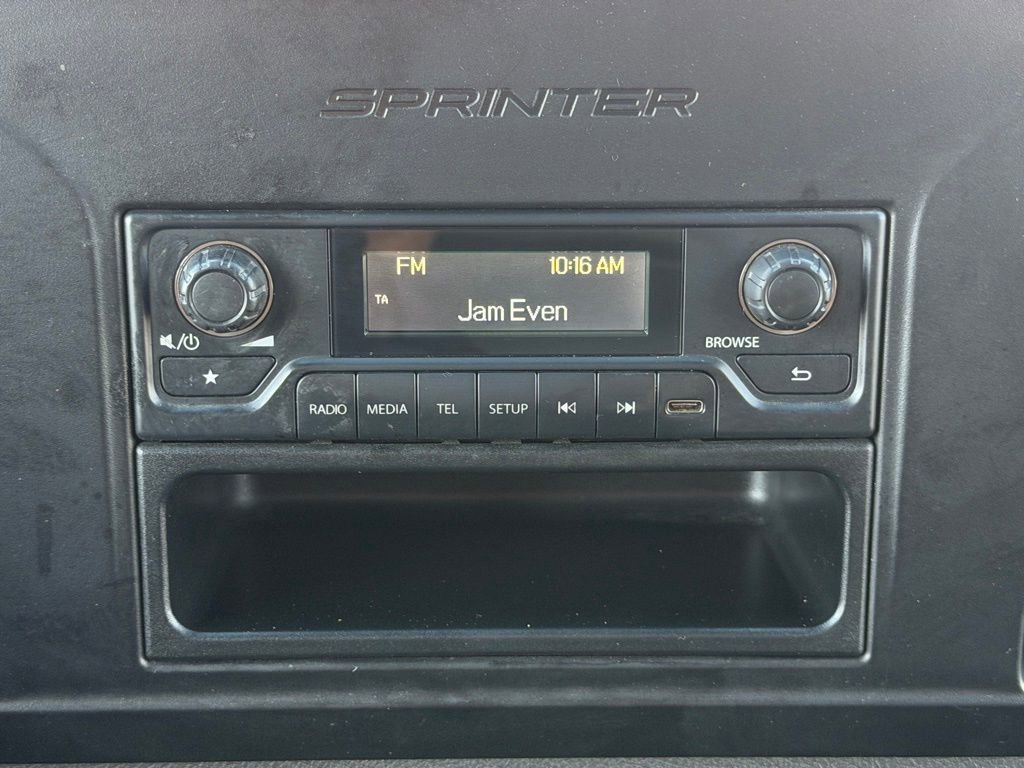 SPRINTER
FM 10:16 AM
TA
Jam Even
BROWSE
RADIO MEDIA TEL SETUP